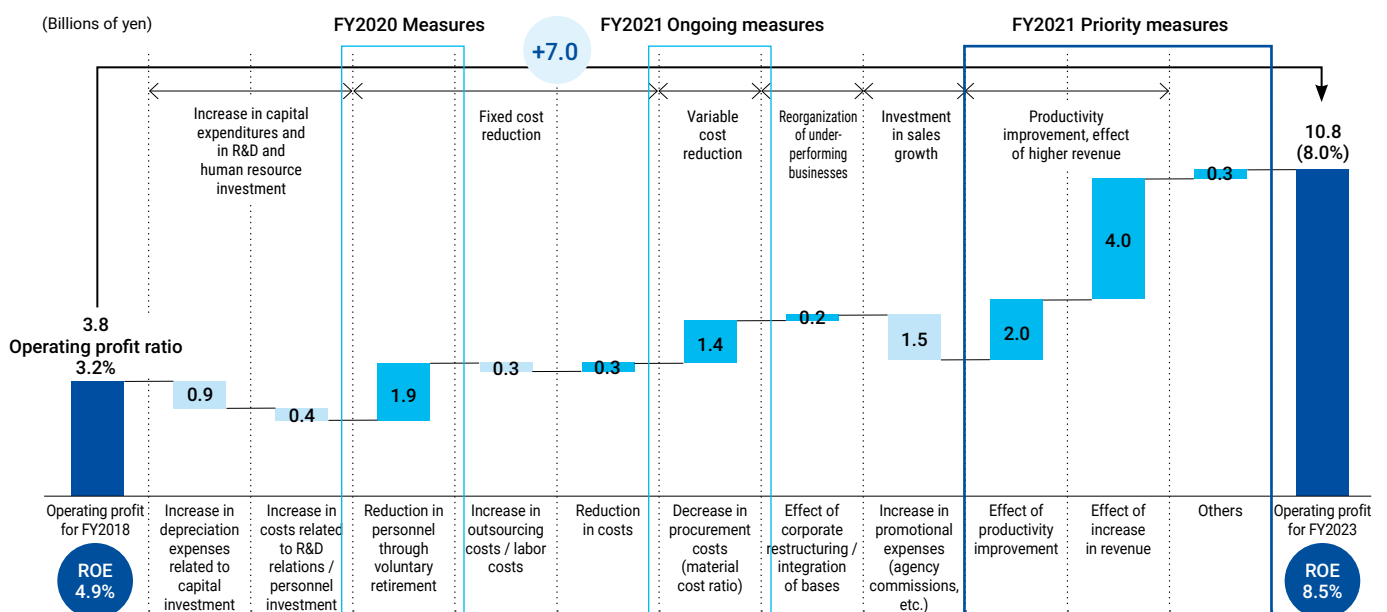 (Billions of yen)
FY2020 Measures
FY2021 Ongoing measures
FY2021 Priority measures
+7.0
Increase in capital
expenditures and
in R&D and
human resource
investment
Fixed cost
reduction
Variable
cost
reduction
Reorganization
of under-
performing
businesses
Investment
in sales
growth
Productivity
improvement, effect
of higher revenue
10.8
(8.0%)
3.8
Operating profit ratio
3.2%
0.9
0.4
1.9
0.3
0.3
1.4
0.2
1.5
2.0
4.0
0.3
Operating profit
for FY2018
ROE
4.9%
Increase in
depreciation
expenses
related to
capital
investment
Increase in
costs related
to R&D
relations /
personnel
investment
Reduction in
personnel
through
voluntary
retirement
Increase in
outsourcing
costs / labor
costs
Reduction
in costs
Decrease in
procurement
costs
(material
cost ratio)
Effect of
corporate
restructuring /
integration
of bases
Increase in
promotional
expenses
(agency
commissions,
etc.)
Effect of
productivity
improvement
Effect of
increase
in revenue
Others
Operating profit
for FY2023
ROE
8.5%